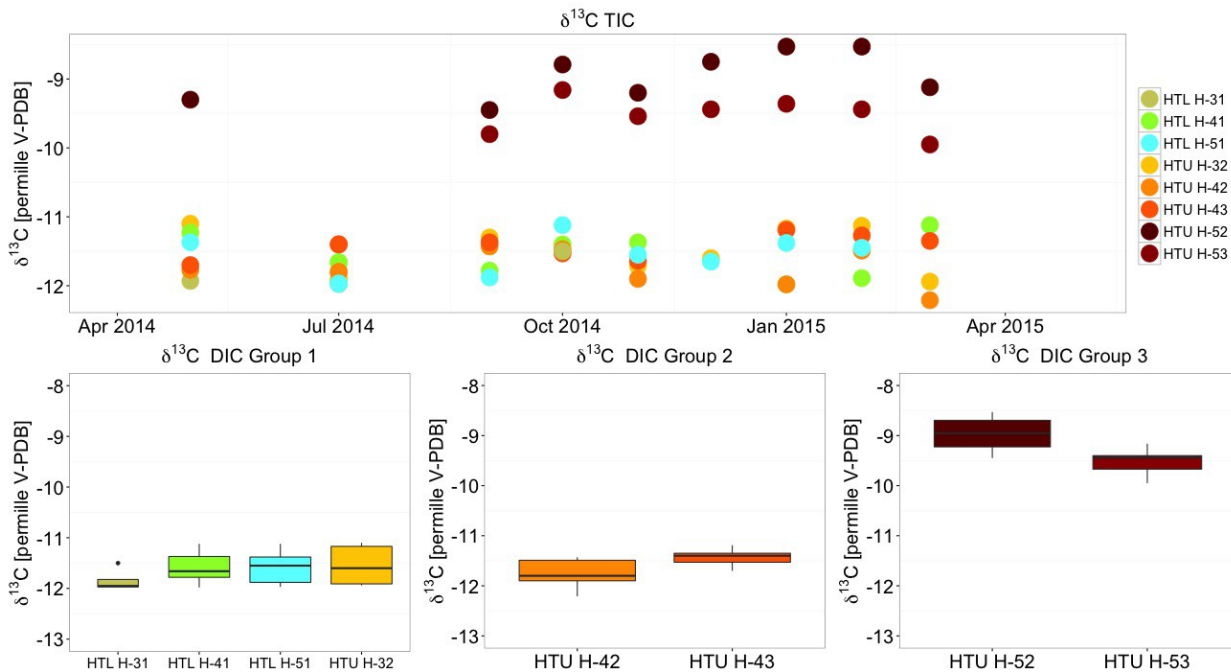 δ¹³C TIC
δ¹³C [permille V-PDB]
-9
-10
-11
-12
Apr 2014
Jul 2014
Oct 2014
Jan 2015
Apr 2015
HTL H-31
HTL H-41
HTL H-51
HTU H-32
HTU H-42
HTU H-43
HTU H-52
HTU H-53
δ¹³C DIC Group 1
δ¹³C [permille V-PDB]
-8
-9
-10
-11
-12
-13
HTL H-31
HTL H-41
HTL H-51
HTU H-32
δ¹³C DIC Group 2
δ¹³C [permille V-PDB]
-8
-9
-10
-11
-12
-13
HTU H-42
HTU H-43
δ¹³C DIC Group 3
δ¹³C [permille V-PDB]
-8
-9
-10
-11
-12
-13
HTU H-52
HTU H-53